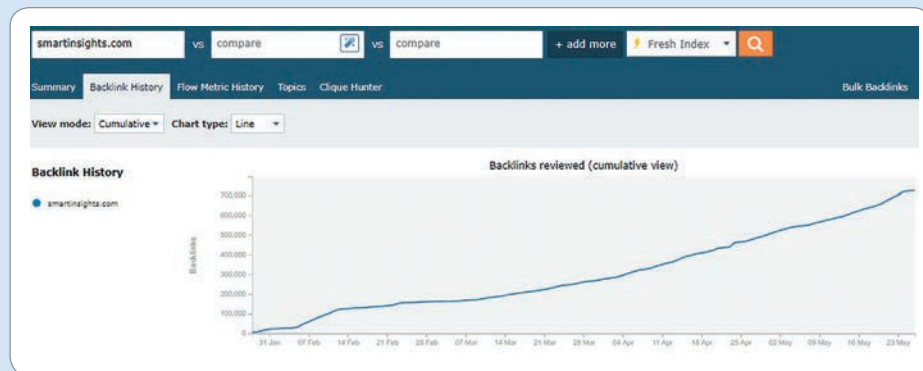 smartinsights.com vs compare vs compare + add more Fresh Index
Summary Backlink History Flow Metric History Topics Clique Hunter Bulk Backlinks
View mode: Cumulative Chart type: Line
Backlinks reviewed (cumulative view)
Backlink History
smartinsights.com
Backlinks
700,000
600,000
500,000
400,000
300,000
200,000
100,000
0
31 Jan 07 Feb 14 Feb 21 Feb 28 Feb 07 Mar 14 Mar 21 Mar 28 Mar 04 Apr 11 Apr 18 Apr 25 Apr 02 May 09 May 16 May 23 May